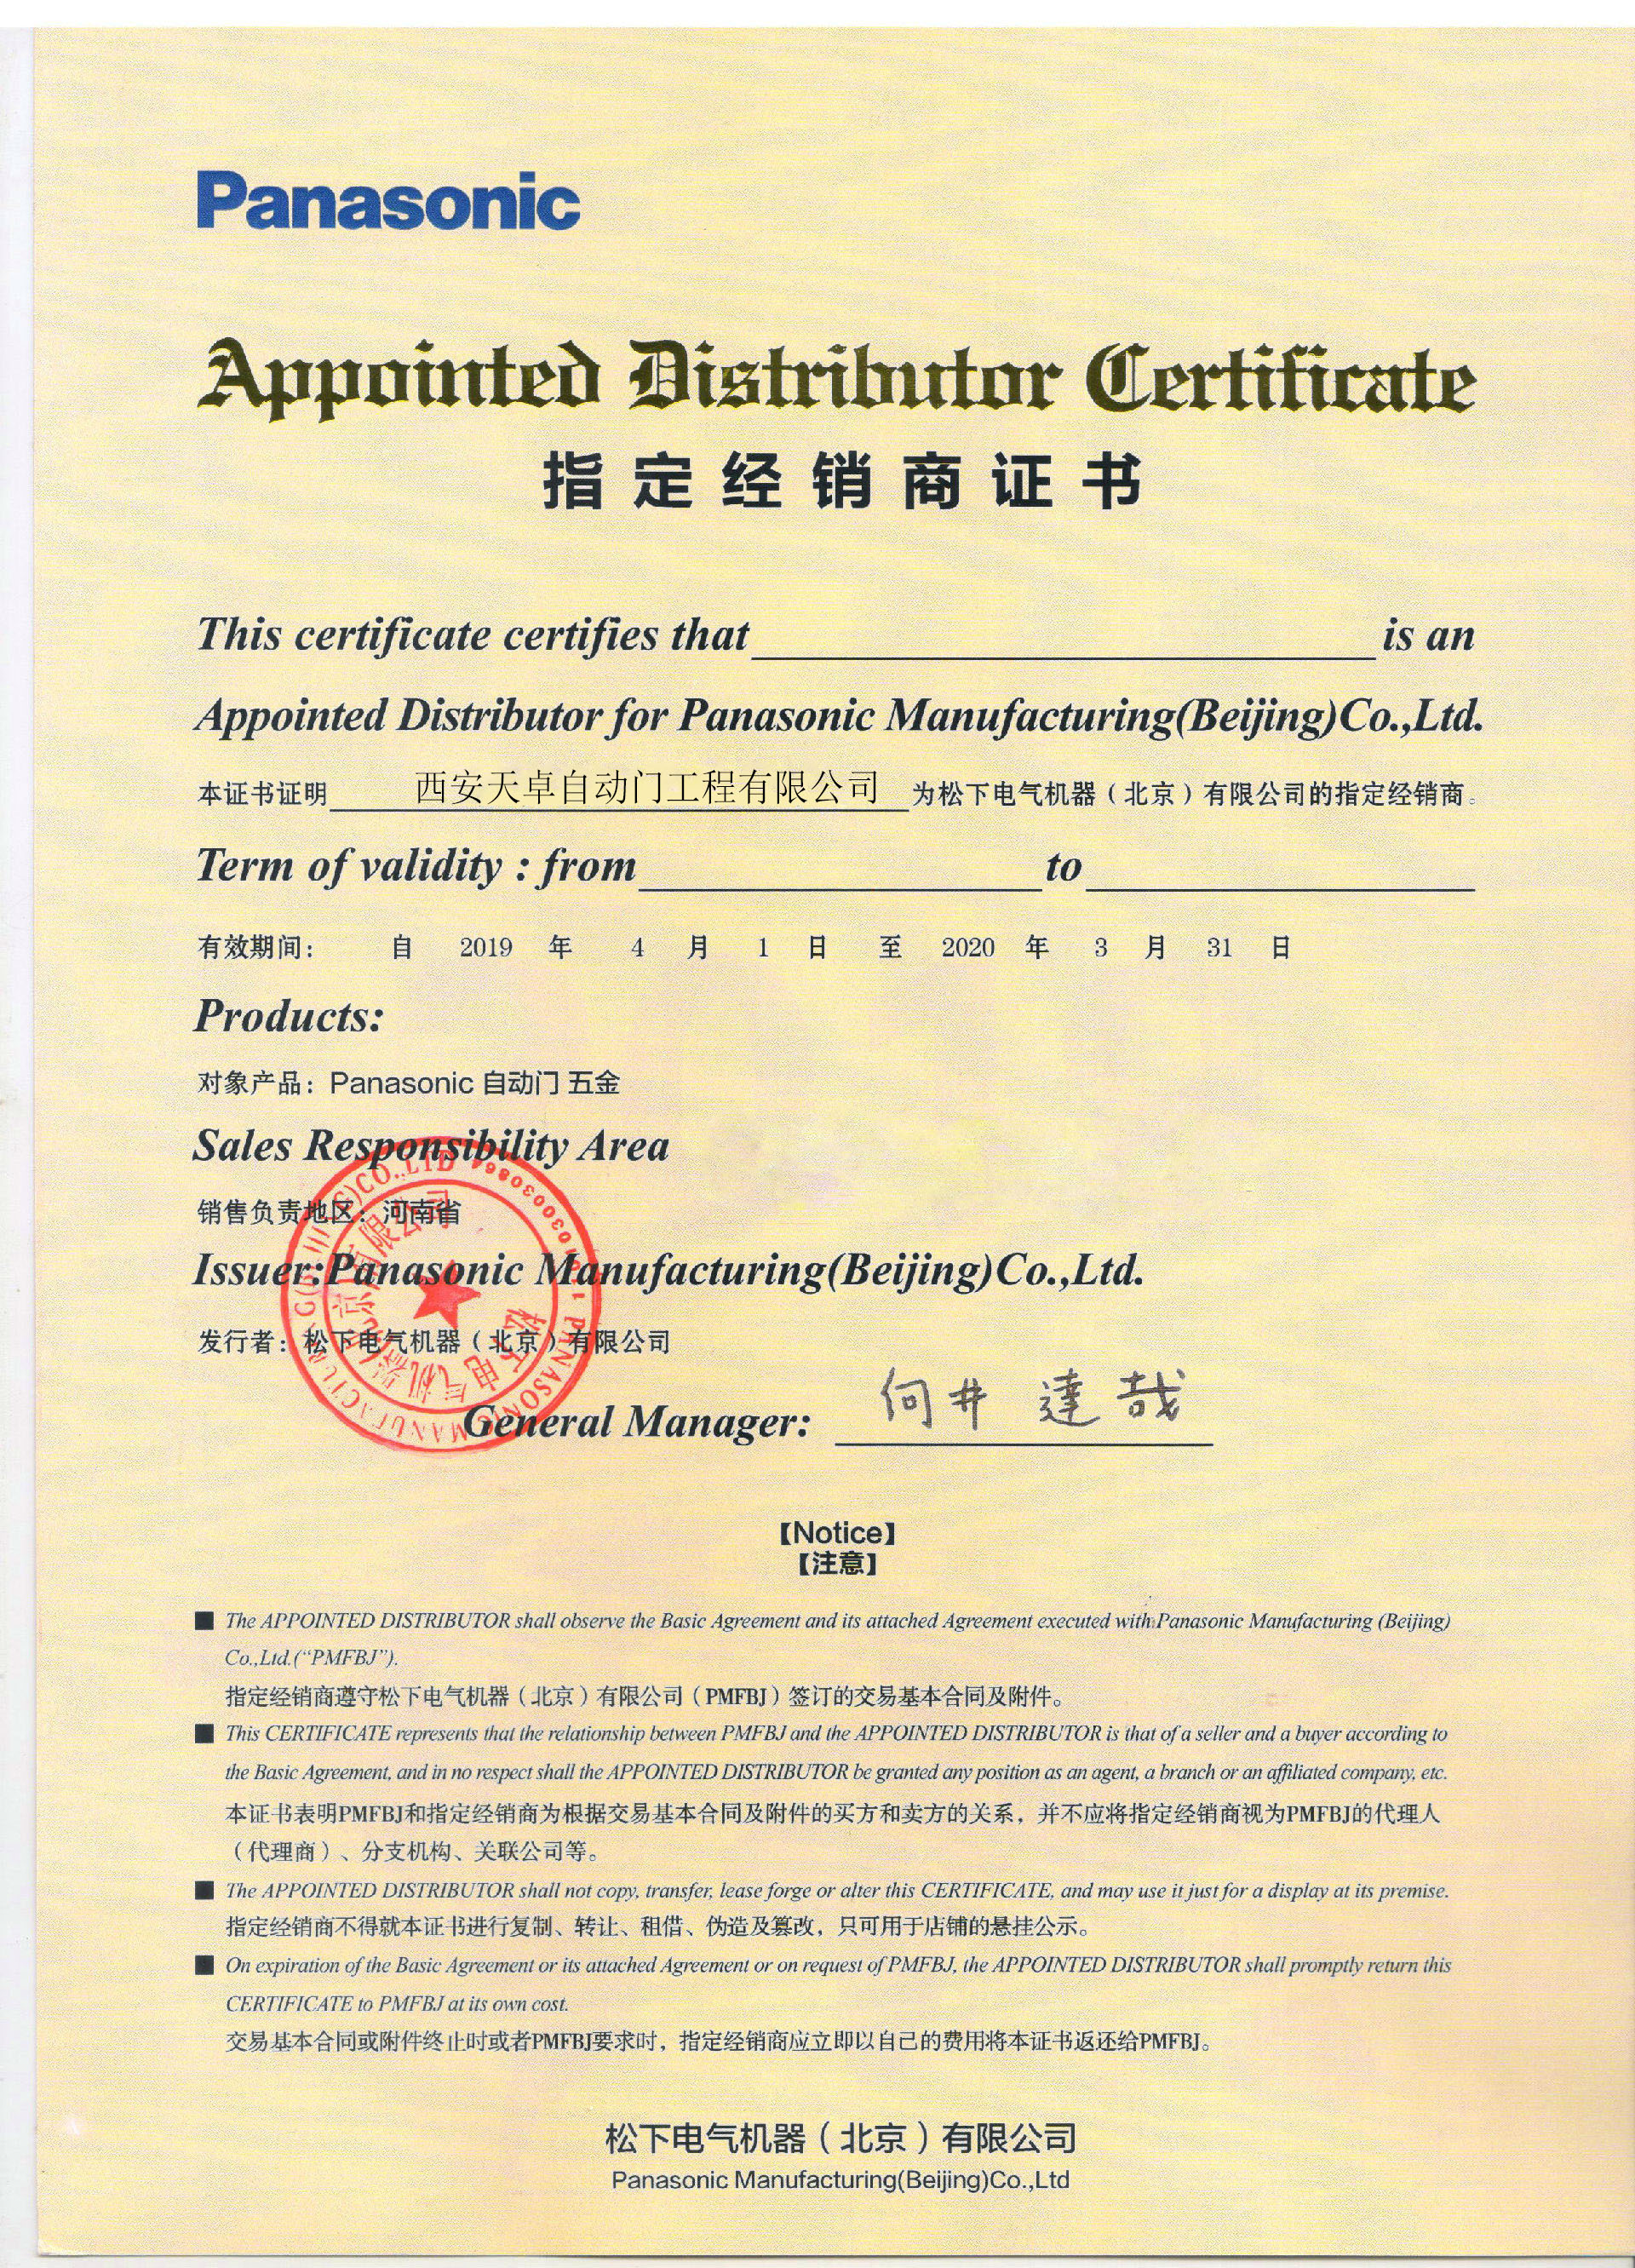 Panasonic
Appointed Distributor Certificate
指定经销商证书
This certificate certifies that is an
Appointed Distributor for Panasonic Manufacturing(Beijing)Co.,Ltd.
本证书证明 西安天卓自动门工程有限公司 为松下电气机器（北京）有限公司的指定经销商。
Term of validity : from to
有效期间： 自 2019 年 4 月 1 日 至 2020 年 3 月 31 日
Products:
对象产品：Panasonic 自动门 五金
Sales Responsibility Area
销售负责地区：河南省
Issuer:Panasonic Manufacturing(Beijing)Co.,Ltd.
发行者：松下电气机器（北京）有限公司
General Manager: 何井 達哉
【Notice】
【注意】
■ The APPOINTED DISTRIBUTOR shall observe the Basic Agreement and its attached Agreement executed with Panasonic Manufacturing (Beijing)
Co.,Ltd.(“PMFBJ”).
指定经销商遵守松下电气机器（北京）有限公司（PMFBJ）签订的交易基本合同及附件。
■ This CERTIFICATE represents that the relationship between PMFBJ and the APPOINTED DISTRIBUTOR is that of a seller and a buyer according to
the Basic Agreement, and in no respect shall the APPOINTED DISTRIBUTOR be granted any position as an agent, a branch or an affiliated company, etc.
本证书表明PMFBJ和指定经销商为根据交易基本合同及附件的买方和卖方的关系，并不应将指定经销商视为PMFBJ的代理人
（代理商）、分支机构、关联公司等。
■ The APPOINTED DISTRIBUTOR shall not copy, transfer, lease forge or alter this CERTIFICATE, and may use it just for a display at its premise.
指定经销商不得就本证书进行复制、转让、租借、伪造及篡改，只可用于店铺的悬挂公示。
■ On expiration of the Basic Agreement or its attached Agreement or on request of PMFBJ, the APPOINTED DISTRIBUTOR shall promptly return this
CERTIFICATE to PMFBJ at its own cost.
交易基本合同或附件终止时或者PMFBJ要求时，指定经销商应立即以自己的费用将本证书返还给PMFBJ。
松下电气机器（北京）有限公司
Panasonic Manufacturing(Beijing)Co.,Ltd